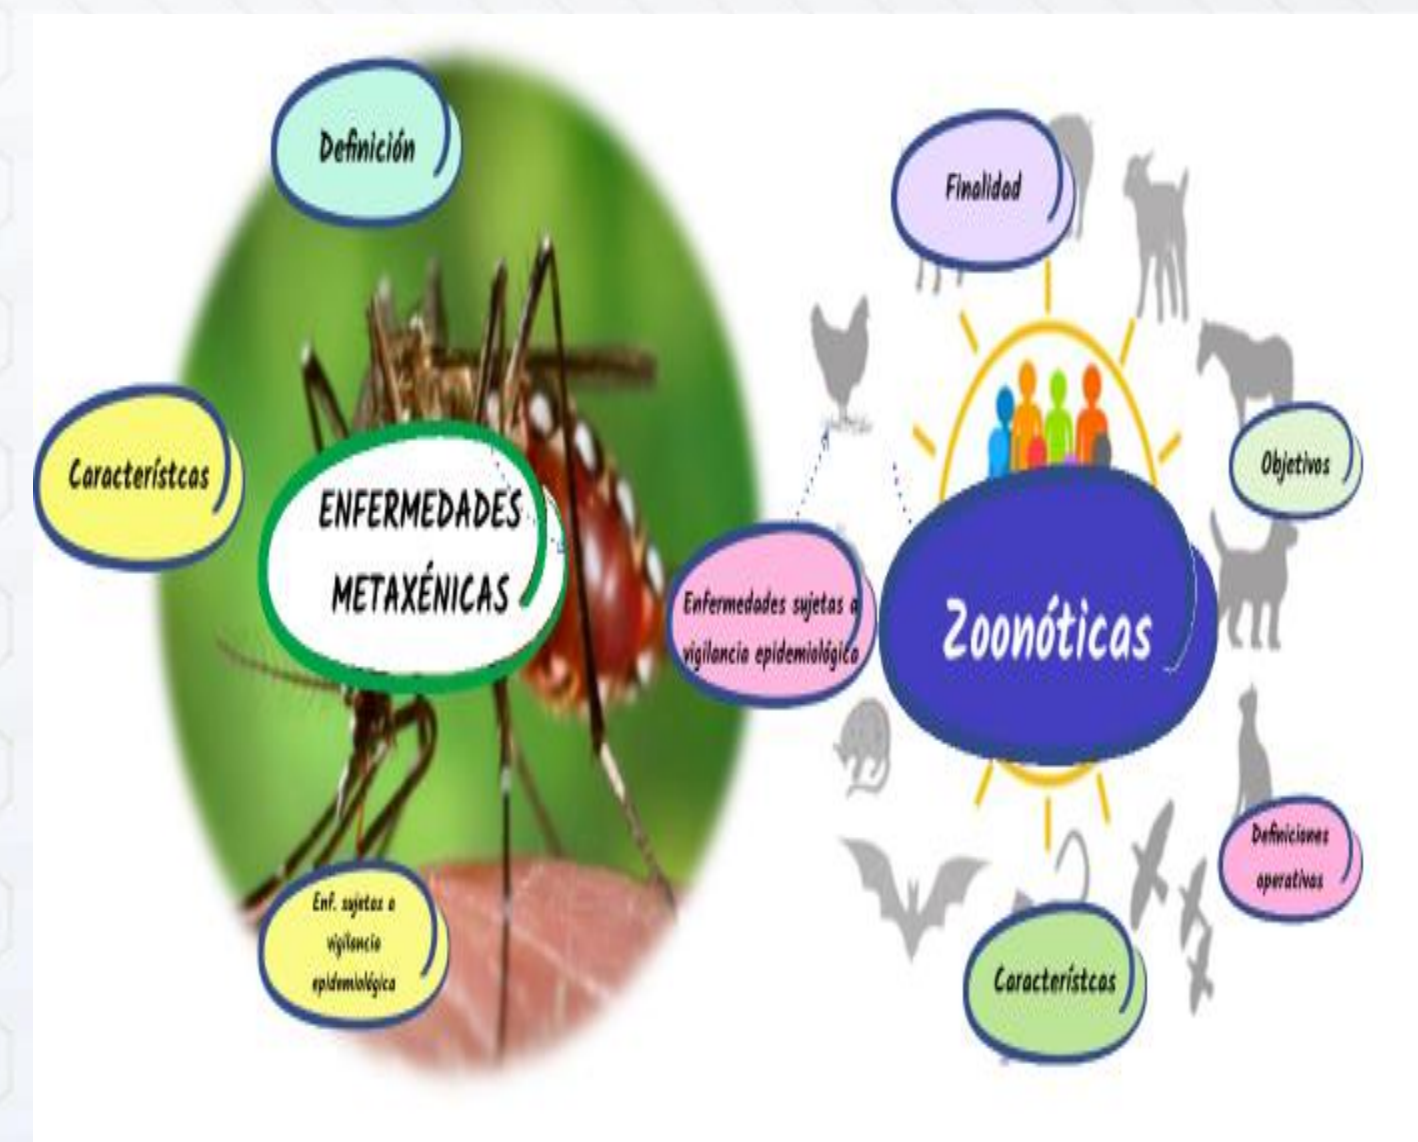 Definición
Característcas
ENFERMEDADES
METAXÉNICAS
Enf. sujetas a
vigilancia
epidemiológica
Finalidad
Objetivos
Enfermedades sujetas a
vigilancia epidemiológica
Zoonóticas
Definiciones
operativas
Característcas